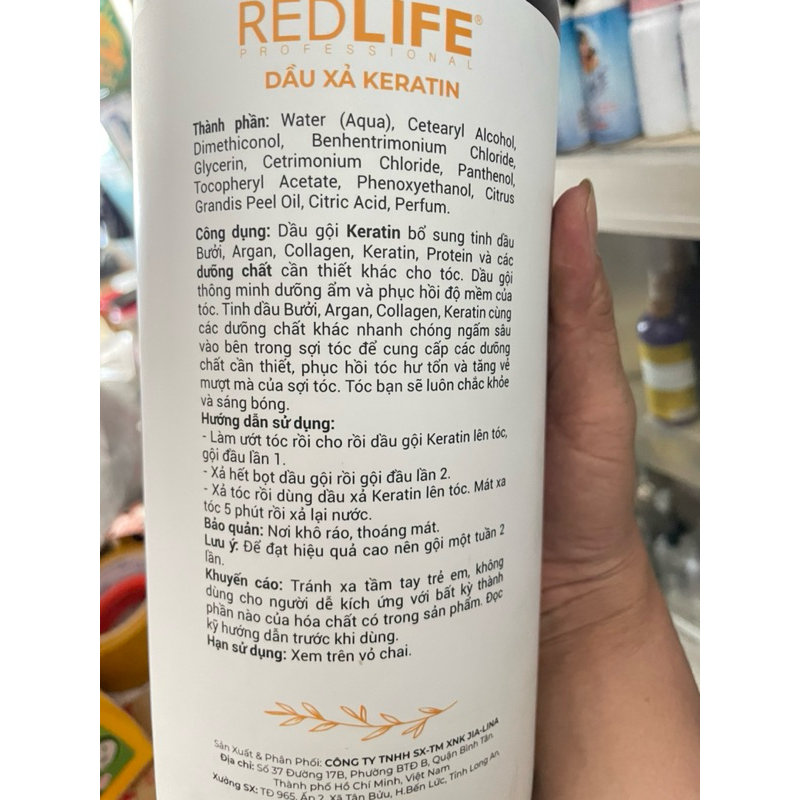 REDLIFE®
PROFESSIONAL
DẦU XẢ KERATIN
Thành phần: Water (Aqua), Cetearyl Alcohol,
Dimethiconol, Benhentrimonium Chloride,
Glycerin, Cetrimonium Chloride, Panthenol,
Tocopheryl Acetate, Phenoxyethanol, Citrus
Grandis Peel Oil, Citric Acid, Perfum.
Công dụng: Dầu gội Keratin bổ sung tinh dầu
Bưởi, Argan, Collagen, Keratin, Protein và các
dưỡng chất cần thiết khác cho tóc. Dầu gội
thông minh dưỡng ẩm và phục hồi độ mềm của
tóc. Tinh dầu Bưởi, Argan, Collagen, Keratin cùng
các dưỡng chất khác nhanh chóng ngấm sâu
vào bên trong sợi tóc để cung cấp các dưỡng
chất cần thiết, phục hồi tóc hư tổn và tăng vẻ
mượt mà của sợi tóc. Tóc bạn sẽ luôn chắc khỏe
và sáng bóng.
Hướng dẫn sử dụng:
- Làm ướt tóc rồi cho rồi dầu gội Keratin lên tóc,
gội đầu lần 1.
- Xả hết bọt dầu gội rồi gội đầu lần 2.
- Xả tóc rồi dùng dầu xả Keratin lên tóc. Mát xa
tóc 5 phút rồi xả lại nước.
Bảo quản: Nơi khô ráo, thoáng mát.
Lưu ý: Để đạt hiệu quả cao nên gội một tuần 2
lần.
Khuyến cáo: Tránh xa tầm tay trẻ em, không
dùng cho người dễ kích ứng với bất kỳ thành
phần nào của hóa chất có trong sản phẩm. Đọc
kỹ hướng dẫn trước khi dùng.
Hạn sử dụng: Xem trên vỏ chai.
Sản Xuất & Phân Phối: CÔNG TY TNHH SX-TM XNK JIA-LINA
Địa chỉ: Số 37 Đường 17B, Phường BTĐ B, Quận Bình Tân,
Thành phố Hồ Chí Minh, Việt Nam
Xưởng SX: TĐ 965, Ấp 2, Xã Tân Bửu, H.Bến Lức, Tỉnh Long An